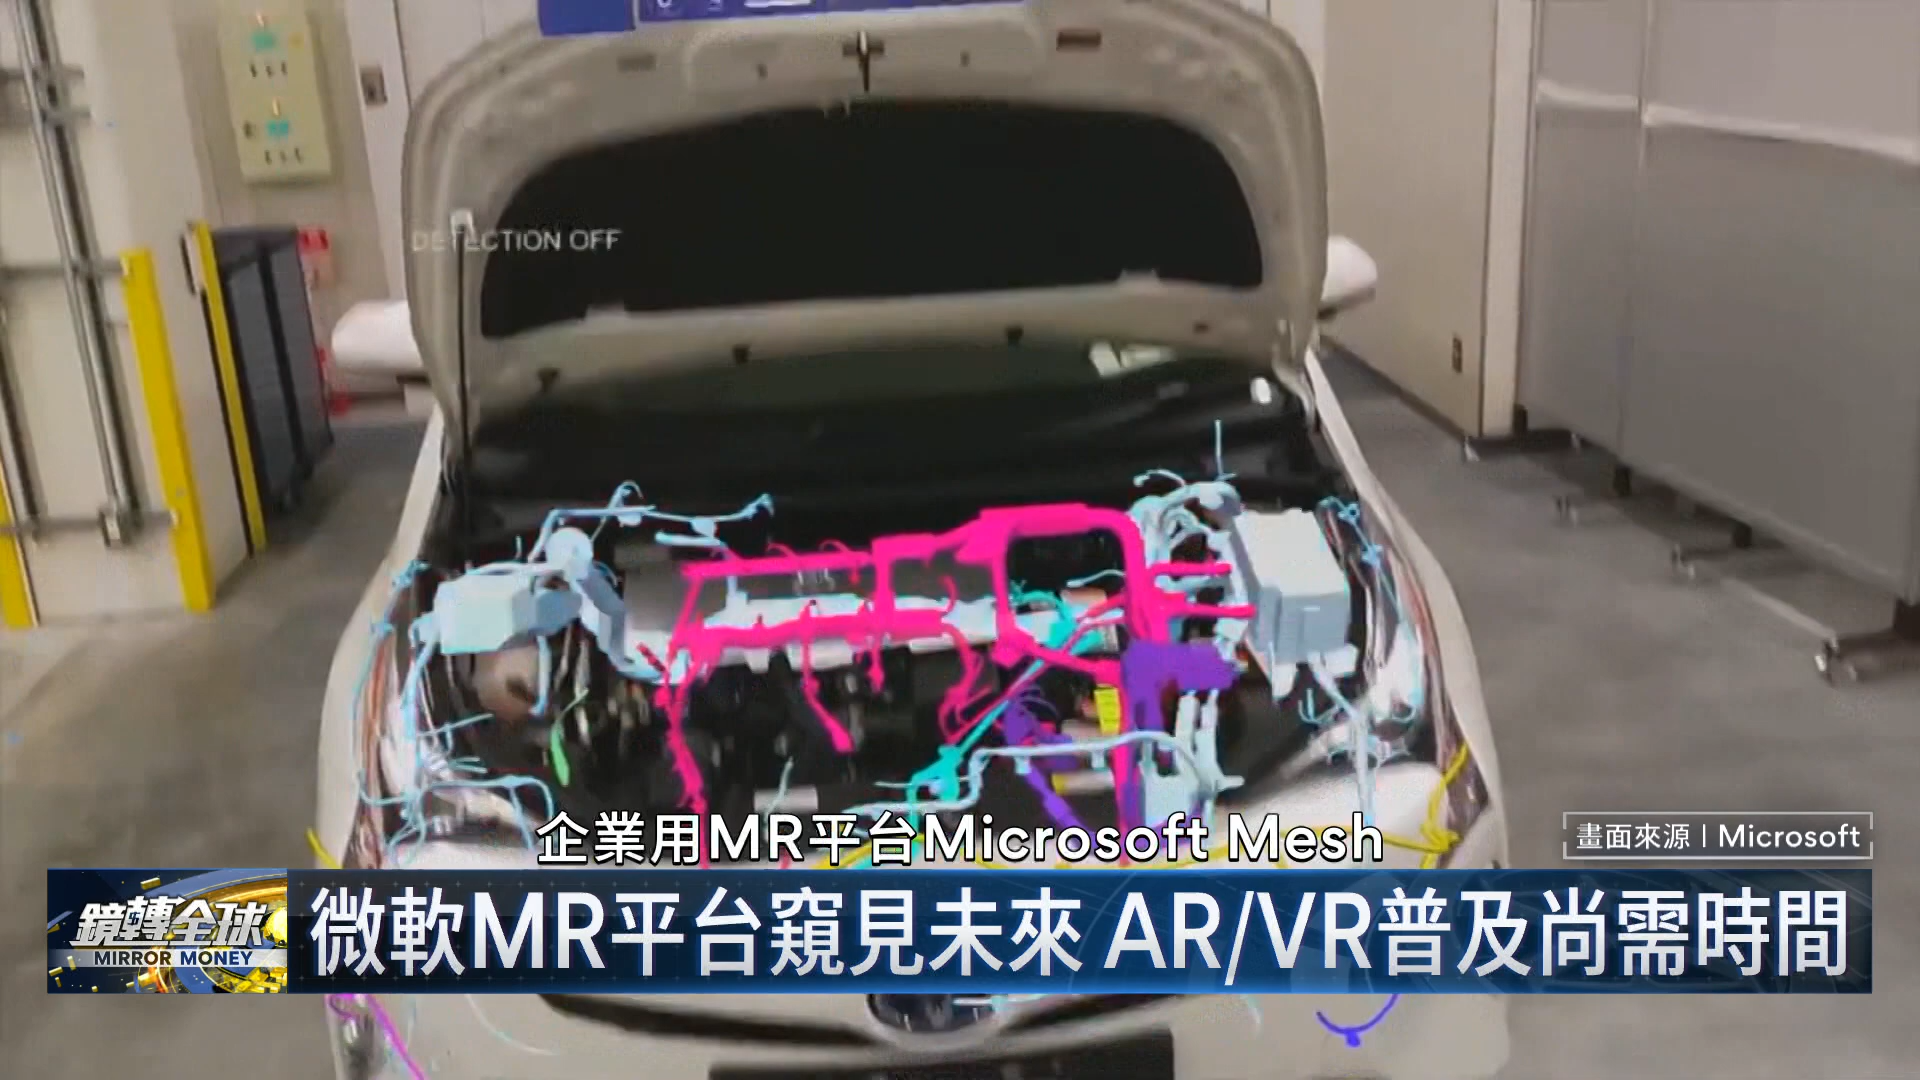 DETECTION OFF
企業用MR平台Microsoft Mesh
畫面來源 | Microsoft
鏡轉全球
MIRROR MONEY
微軟MR平台窺見未來 AR/VR普及尚需時間